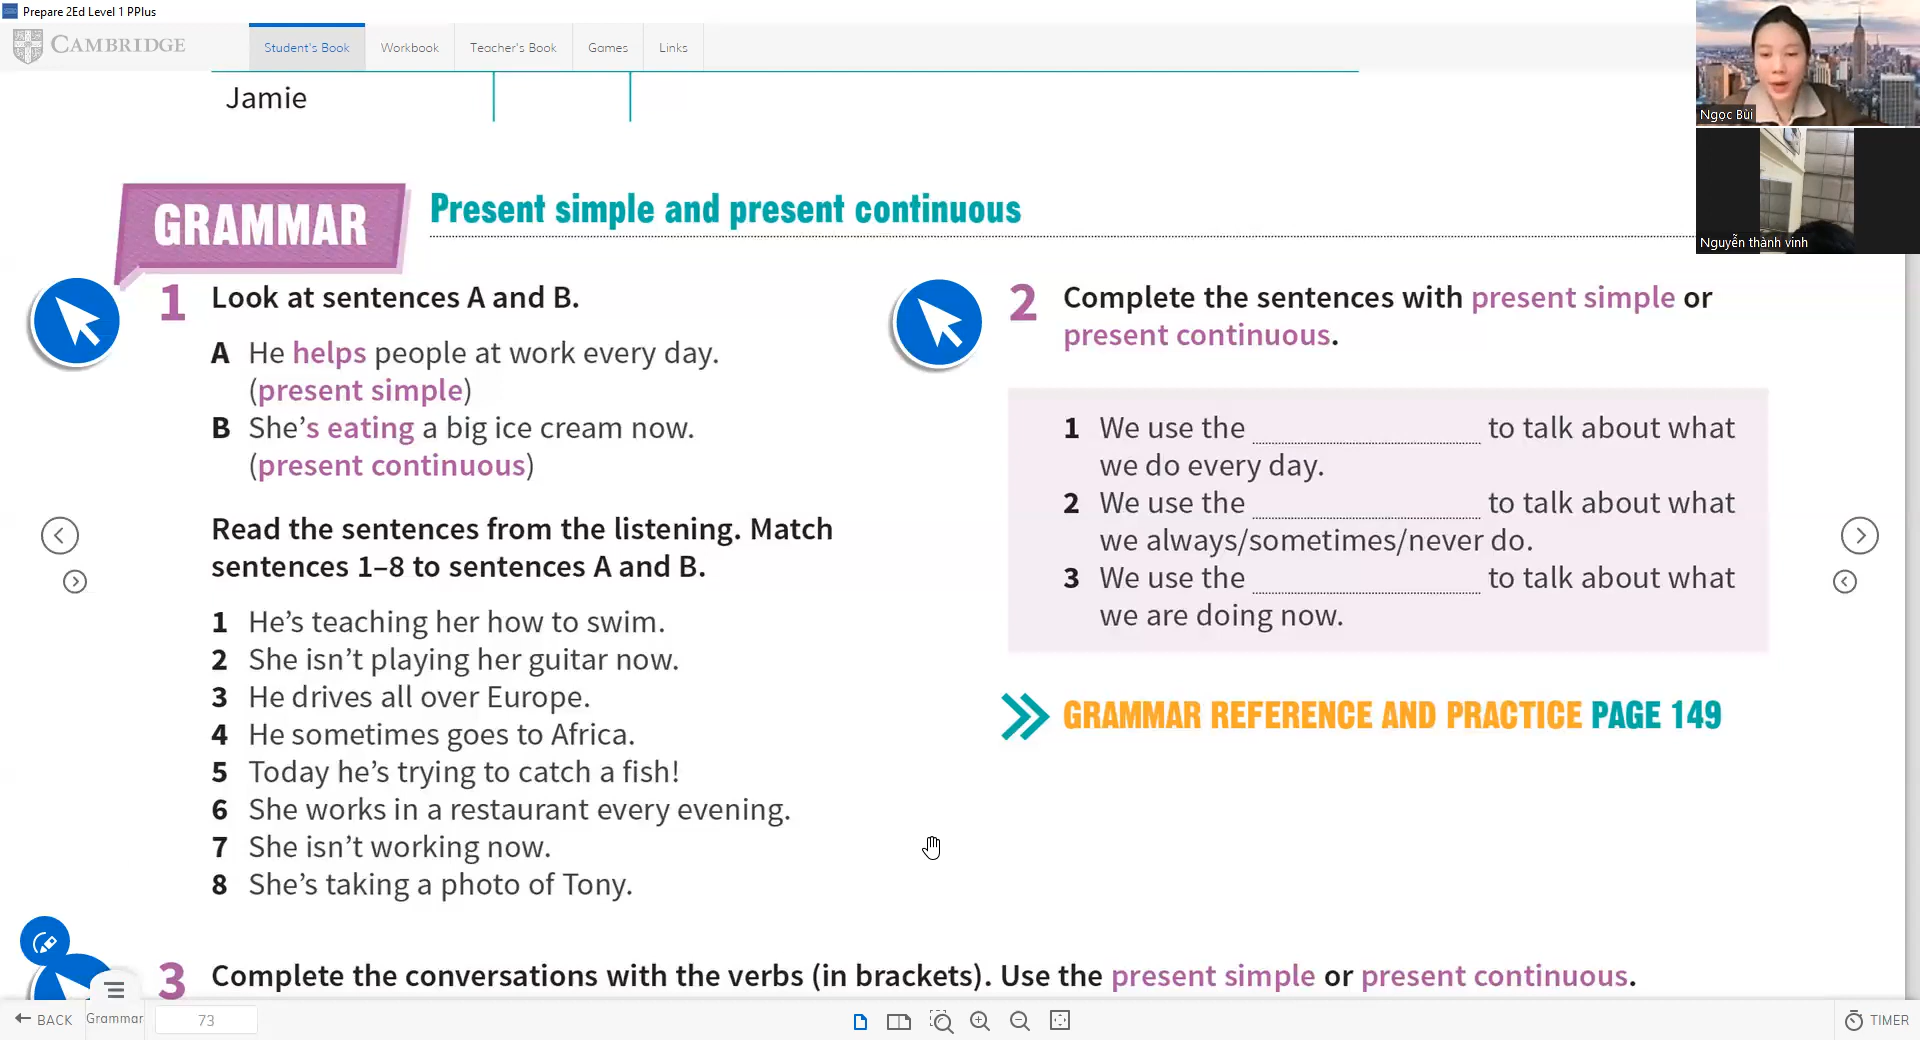 Prepare 2Ed Level 1 PPlus
CAMBRIDGE
Student's Book
Workbook
Teacher's Book
Games
Links
Jamie
GRAMMAR
Present simple and present continuous
1 Look at sentences A and B.
A He helps people at work every day.
(present simple)
B She's eating a big ice cream now.
(present continuous)
Read the sentences from the listening. Match
sentences 1–8 to sentences A and B.
1 He's teaching her how to swim.
2 She isn't playing her guitar now.
3 He drives all over Europe.
4 He sometimes goes to Africa.
5 Today he's trying to catch a fish!
6 She works in a restaurant every evening.
7 She isn't working now.
8 She's taking a photo of Tony.
2 Complete the sentences with present simple or
present continuous.
1 We use the to talk about what
we do every day.
2 We use the to talk about what
we always/sometimes/never do.
3 We use the to talk about what
we are doing now.
GRAMMAR REFERENCE AND PRACTICE PAGE 149
3 Complete the conversations with the verbs (in brackets). Use the present simple or present continuous.
Ngọc Bùi
Nguyễn thành vinh
BACK
Grammar
73
TIMER